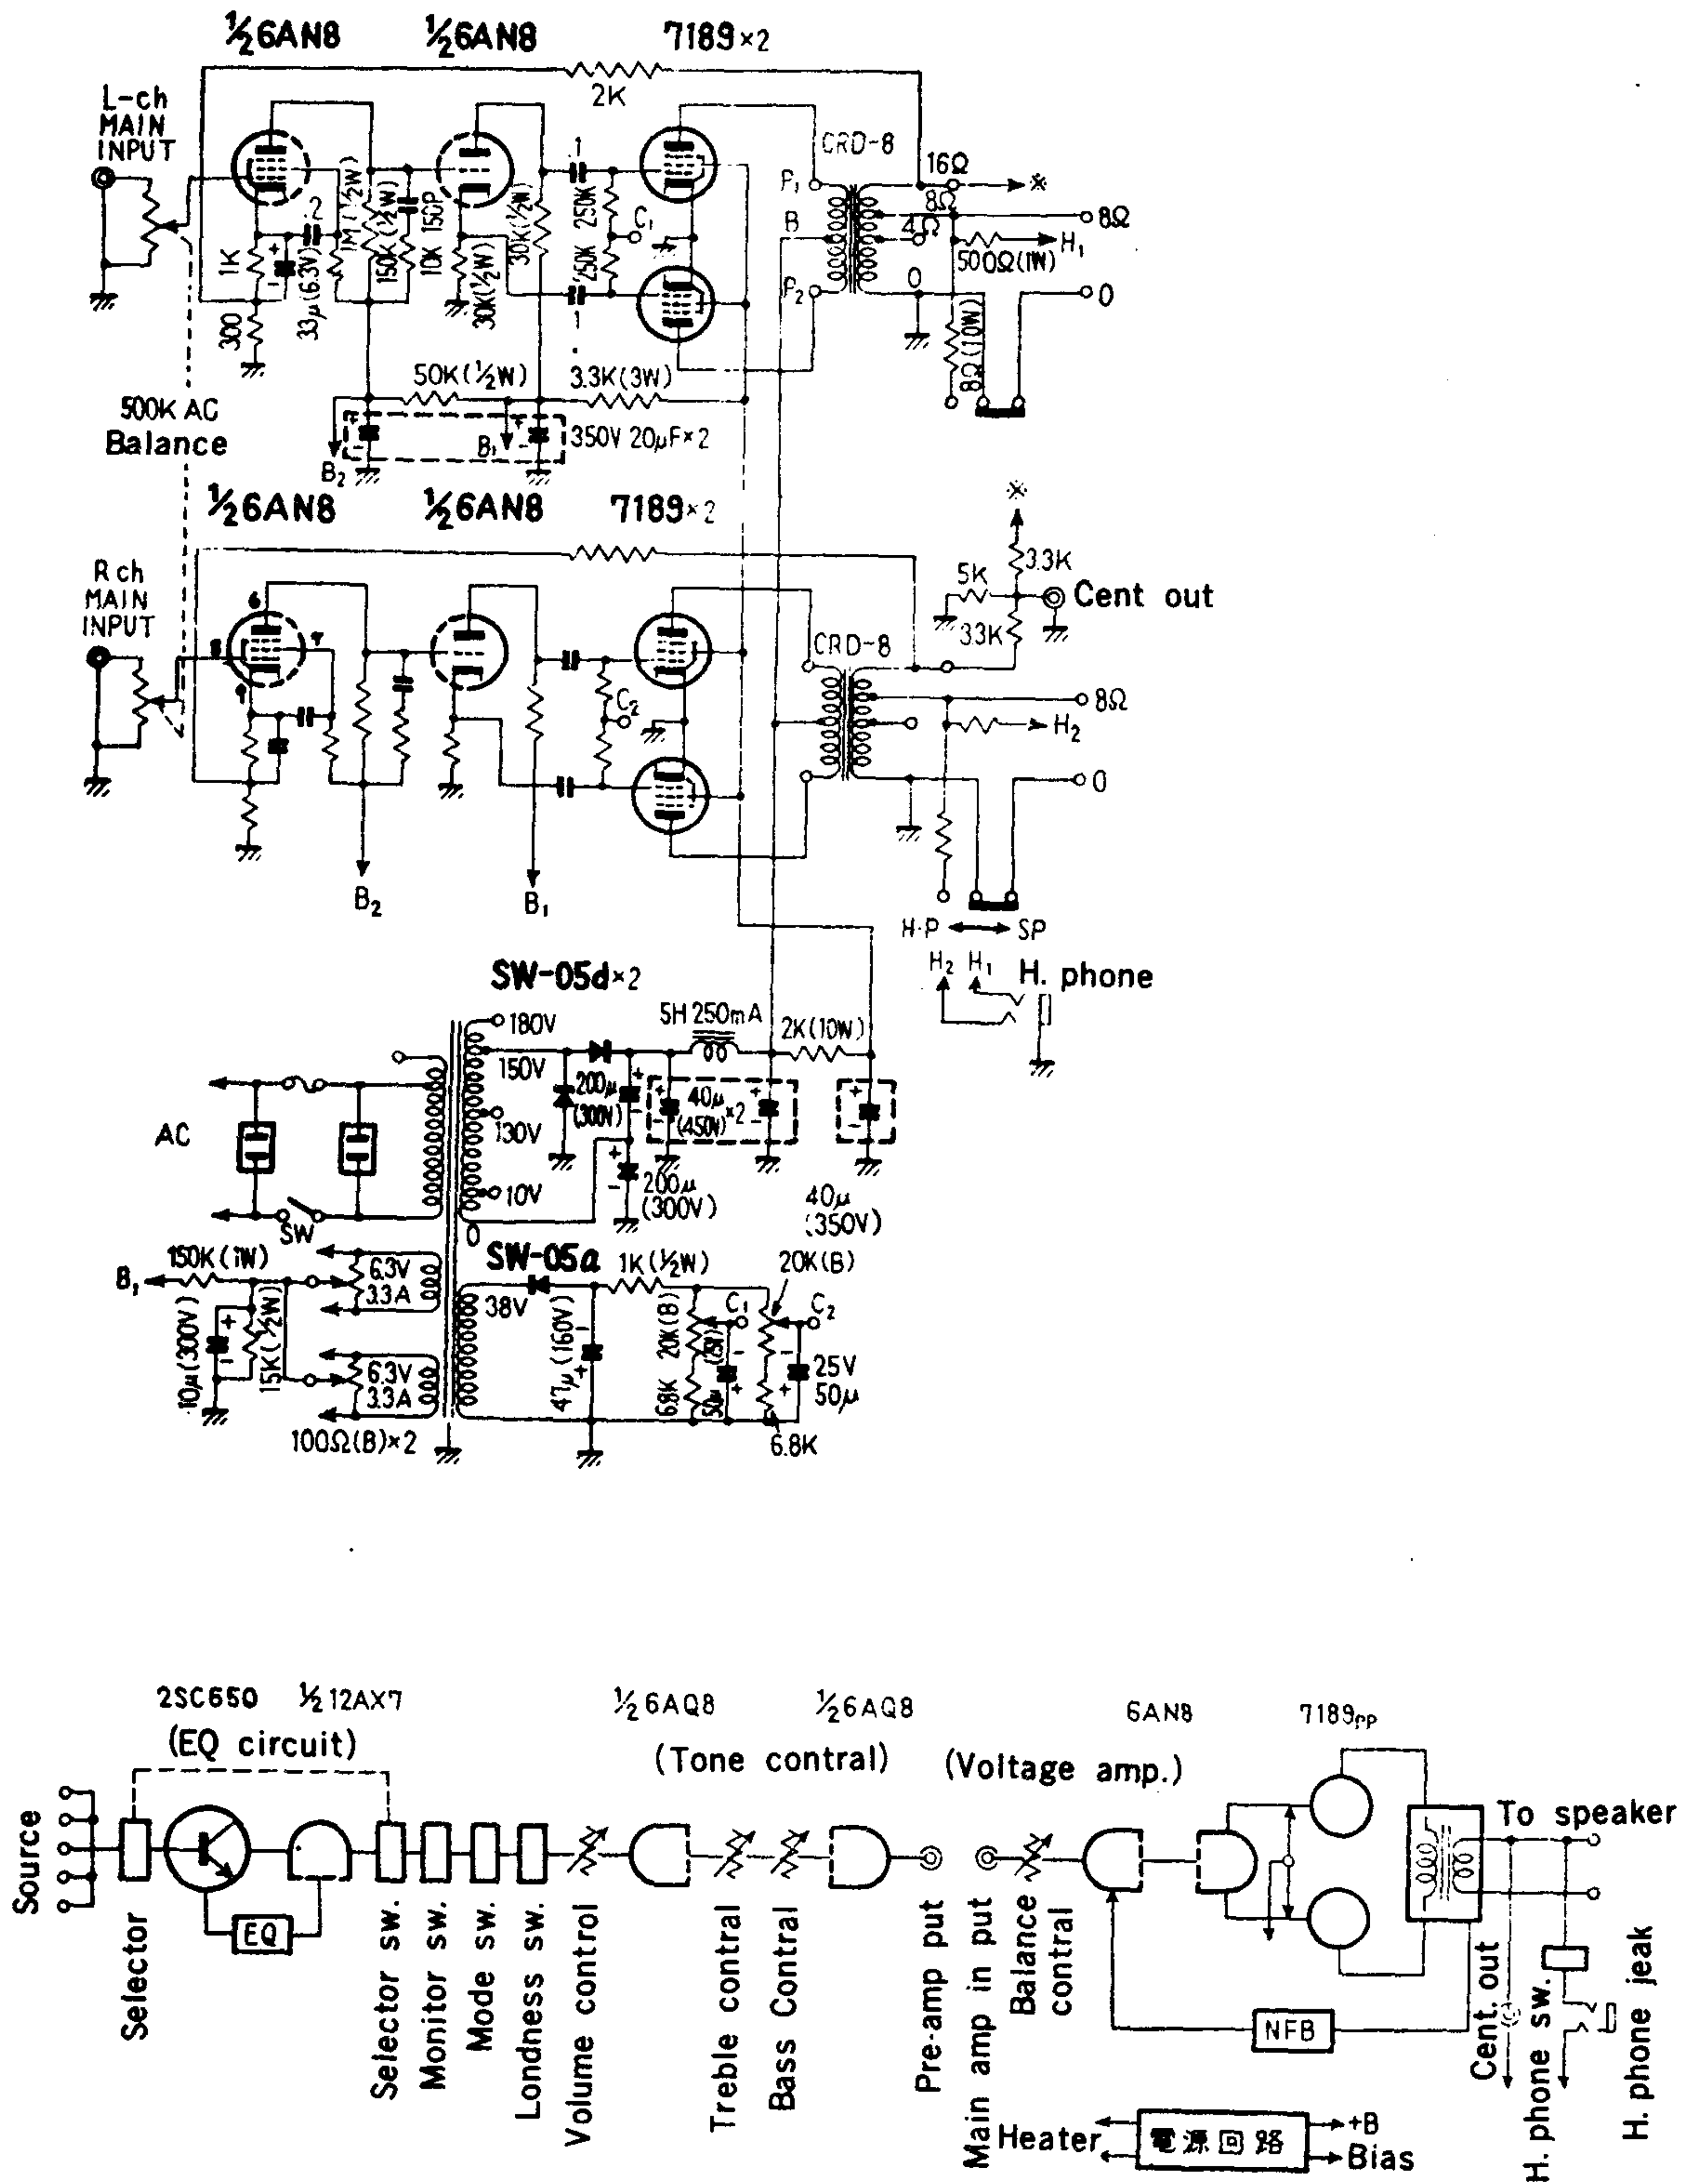 ½6AN8
½6AN8
7189×2
2K
L-ch
MAIN
INPUT
CRD-8
16Ω
※
P₁
8Ω
8Ω
B
4Ω
H₁
500Ω(1W)
P₂
0
0
8Ω(10W)
1K
300
.2
33μ(6.3V)
1M(½W)
150K(½W)
150P
10K
30K(½W)
30K(½W)
.1
250K
250K
C₁
.1
50K(½W)
3.3K(3W)
B₂
B₁
350V 20μF×2
500K AC
Balance
½6AN8
½6AN8
7189×2
R ch
MAIN
INPUT
6
7
8
9
C₂
CRD-8
※
3.3K
5K
Cent out
33K
8Ω
H₂
0
B₂
B₁
H·P
SP
H₂
H₁
H. phone
SW-05d×2
5H 250mA
2K(10W)
180V
150V
130V
10V
0
200μ
(300V)
40μ
×2
(450V)
200μ
(300V)
40μ
(350V)
AC
SW
SW-05a
38V
1K(½W)
20K(B)
B₁
150K(1W)
6.3V
3.3A
10μ(300V)
15K(½W)
6.3V
3.3A
100Ω(B)×2
47μ(160V)
20K(B)
C₁
C₂
(25V)
50μ
6.8K
25V
50μ
6.8K
2SC650
½12AX7
½6AQ8
½6AQ8
6AN8
7189pp
(EQ circuit)
(Tone contral)
(Voltage amp.)
To speaker
Source
EQ
Selector
Selector sw.
Monitor sw.
Mode sw.
Londness sw.
Volume control
Treble contral
Bass Contral
Pre-amp put
Main amp in put
Balance
contral
NFB
Cent. out
H. phone sw.
H. phone jeak
Heater
電源回路
+B
Bias